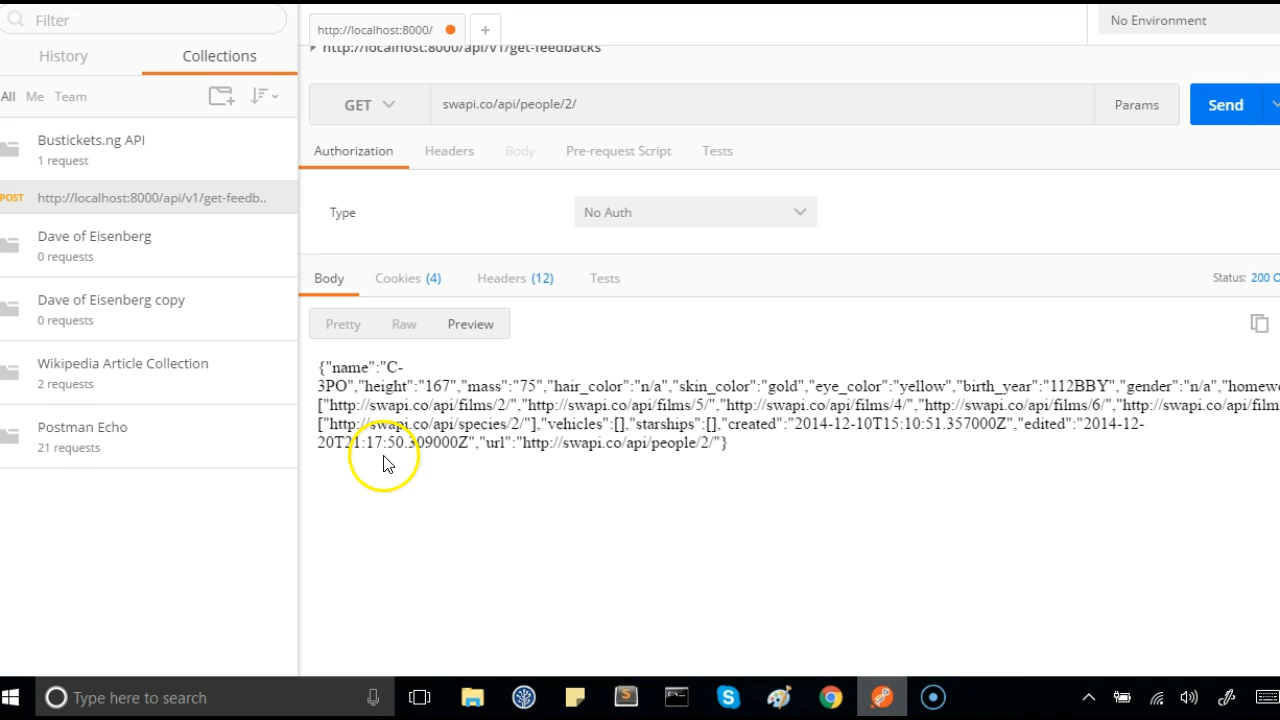 Filter
History
Collections
All Me Team
Bustickets.ng API
1 request
POST http://localhost:8000/api/v1/get-feedb..
Dave of Eisenberg
0 requests
Dave of Eisenberg copy
0 requests
Wikipedia Article Collection
2 requests
Postman Echo
21 requests
http://localhost:8000/
+
No Environment
http://localhost:8000/api/v1/get-feedbacks
GET
swapi.co/api/people/2/
Params
Send
Authorization
Headers
Body
Pre-request Script
Tests
Type
No Auth
Body
Cookies (4)
Headers (12)
Tests
Status: 200 O
Pretty
Raw
Preview
{"name":"C-
3PO","height":"167","mass":"75","hair_color":"n/a","skin_color":"gold","eye_color":"yellow","birth_year":"112BBY","gender":"n/a","homew
["http://swapi.co/api/films/2/","http://swapi.co/api/films/5/","http://swapi.co/api/films/4/","http://swapi.co/api/films/6/","http://swapi.co/api/film
["http://swapi.co/api/species/2/"],"vehicles":[],"starships":[],"created":"2014-12-10T15:10:51.357000Z","edited":"2014-12-
20T21:17:50.309000Z","url":"http://swapi.co/api/people/2/"}
Type here to search